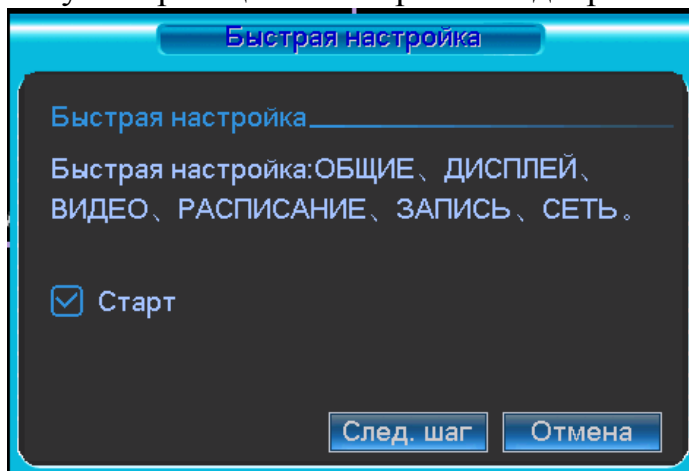 Быстрая настройка
Быстрая настройка
Быстрая настройка:ОБЩИЕ、ДИСПЛЕЙ、
ВИДЕО、РАСПИСАНИЕ、ЗАПИСЬ、СЕТЬ。
Старт
След. шаг Отмена